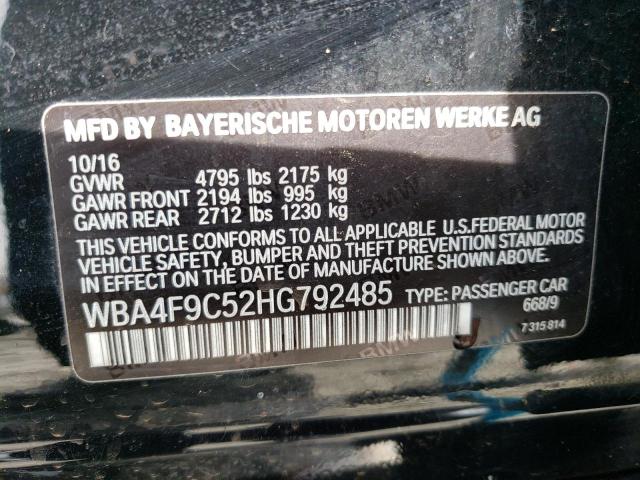 MFD BY BAYERISCHE MOTOREN WERKE AG
10/16
GVWR 4795 lbs 2175 kg
GAWR FRONT 2194 lbs 995 kg
GAWR REAR 2712 lbs 1230 kg
THIS VEHICLE CONFORMS TO ALL APPLICABLE U.S.FEDERAL MOTOR
VEHICLE SAFETY, BUMPER AND THEFT PREVENTION STANDARDS
IN EFFECT ON THE DATE OF MANUFACTURE SHOWN ABOVE.
WBA4F9C52HG792485 TYPE: PASSENGER CAR
668/9
7 315 814